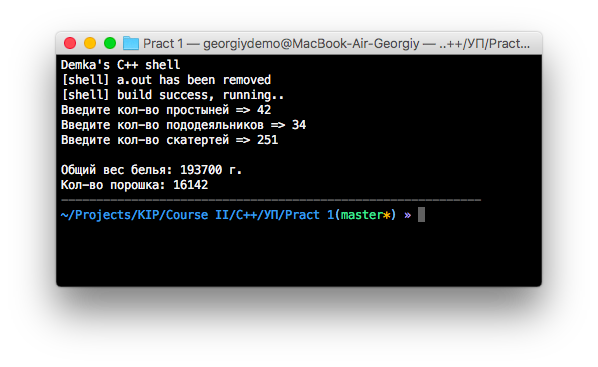 Pract 1 — georgiydemo@MacBook-Air-Georgiy — ..++/УП/Pract...
Demka's C++ shell
[shell] a.out has been removed
[shell] build success, running..
Введите кол-во простыней => 42
Введите кол-во пододеяльников => 34
Введите кол-во скатертей => 251
Общий вес белья: 193700 г.
Кол-во порошка: 16142
~/Projects/KIP/Course II/C++/УП/Pract 1(master*) »